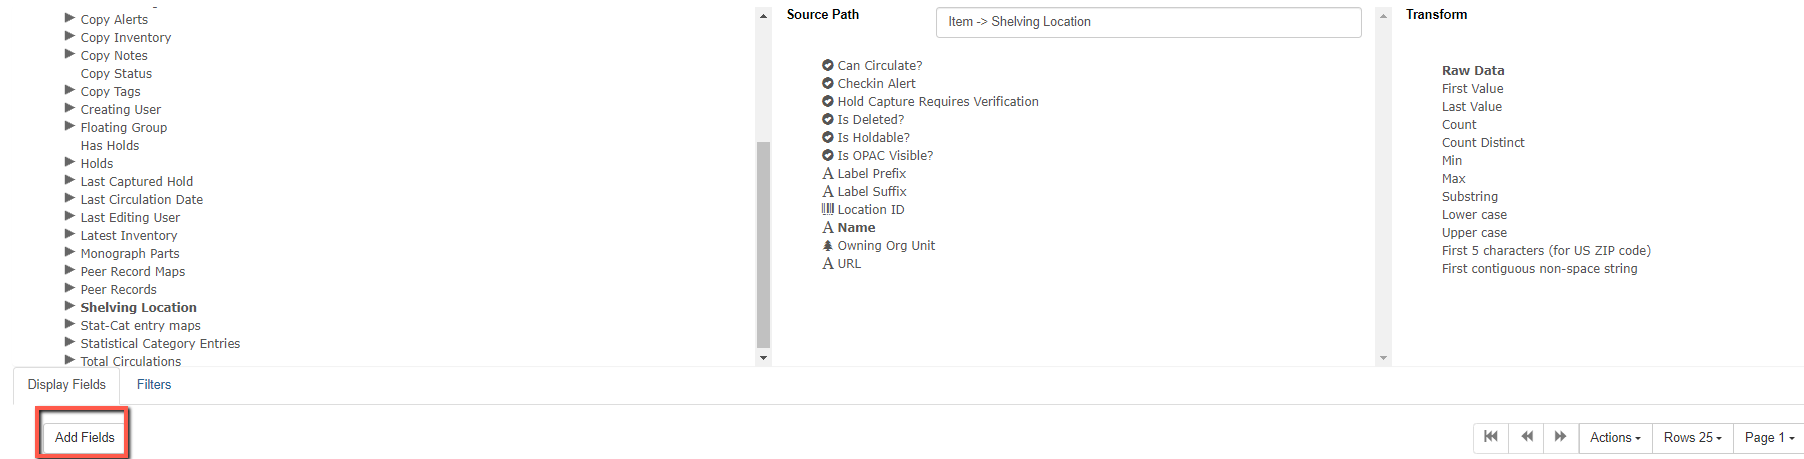 Copy Alerts
Copy Inventory
Copy Notes
Copy Status
Copy Tags
Creating User
Floating Group
Has Holds
Holds
Last Captured Hold
Last Circulation Date
Last Editing User
Latest Inventory
Monograph Parts
Peer Record Maps
Peer Records
Shelving Location
Stat-Cat entry maps
Statistical Category Entries
Total Circulations
Source Path
Item -> Shelving Location
Can Circulate?
Checkin Alert
Hold Capture Requires Verification
Is Deleted?
Is Holdable?
Is OPAC Visible?
Label Prefix
Label Suffix
Location ID
Name
Owning Org Unit
URL
Transform
Raw Data
First Value
Last Value
Count
Count Distinct
Min
Max
Substring
Lower case
Upper case
First 5 characters (for US ZIP code)
First contiguous non-space string
Display Fields Filters
Add Fields Actions Rows 25 Page 1